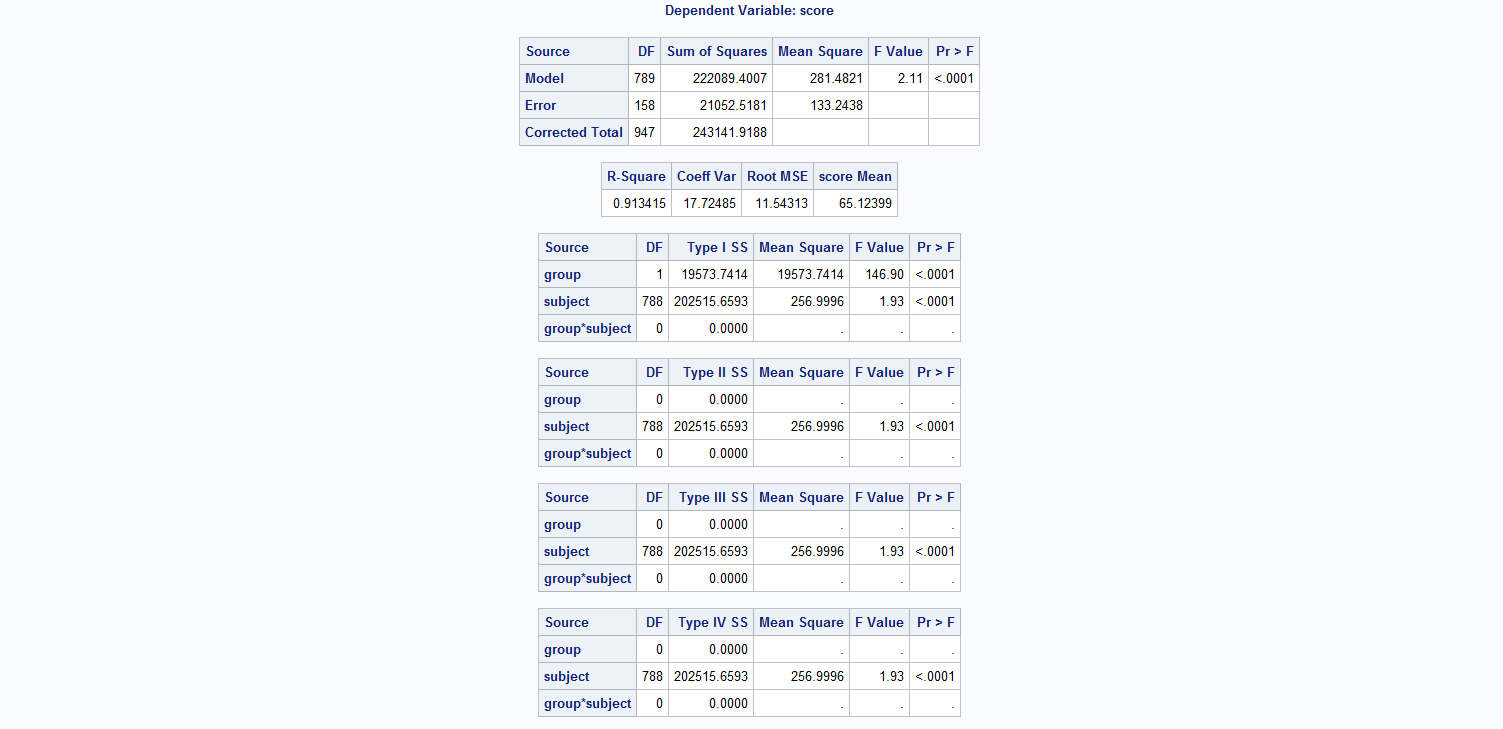 Dependent Variable: score
Source DF Sum of Squares Mean Square F Value Pr > F
Model 789 222089.4007 281.4821 2.11 <.0001
Error 158 21052.5181 133.2438
Corrected Total 947 243141.9188
R-Square Coeff Var Root MSE score Mean
0.913415 17.72485 11.54313 65.12399
Source DF Type I SS Mean Square F Value Pr > F
group 1 19573.7414 19573.7414 146.90 <.0001
subject 788 202515.6593 256.9996 1.93 <.0001
group*subject 0 0.0000 . . .
Source DF Type II SS Mean Square F Value Pr > F
group 0 0.0000 . . .
subject 788 202515.6593 256.9996 1.93 <.0001
group*subject 0 0.0000 . . .
Source DF Type III SS Mean Square F Value Pr > F
group 0 0.0000 . . .
subject 788 202515.6593 256.9996 1.93 <.0001
group*subject 0 0.0000 . . .
Source DF Type IV SS Mean Square F Value Pr > F
group 0 0.0000 . . .
subject 788 202515.6593 256.9996 1.93 <.0001
group*subject 0 0.0000 . . .